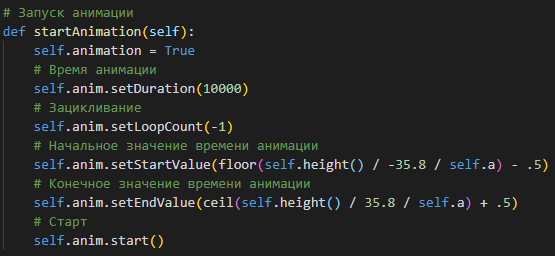 # Запуск анимации
def startAnimation(self):
    self.animation = True
    # Время анимации
    self.anim.setDuration(10000)
    # Зацикливание
    self.anim.setLoopCount(-1)
    # Начальное значение времени анимации
    self.anim.setStartValue(floor(self.height() / -35.8 / self.a) - .5)
    # Конечное значение времени анимации
    self.anim.setEndValue(ceil(self.height() / 35.8 / self.a) + .5)
    # Старт
    self.anim.start()